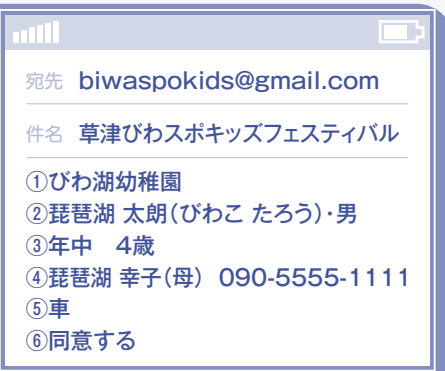 宛先 biwaspokids@gmail.com
件名 草津びわスポキッズフェスティバル
①びわ湖幼稚園
②琵琶湖 太朗(びわこ たろう)・男
③年中　4歳
④琵琶湖 幸子(母) 090-5555-1111
⑤車
⑥同意する